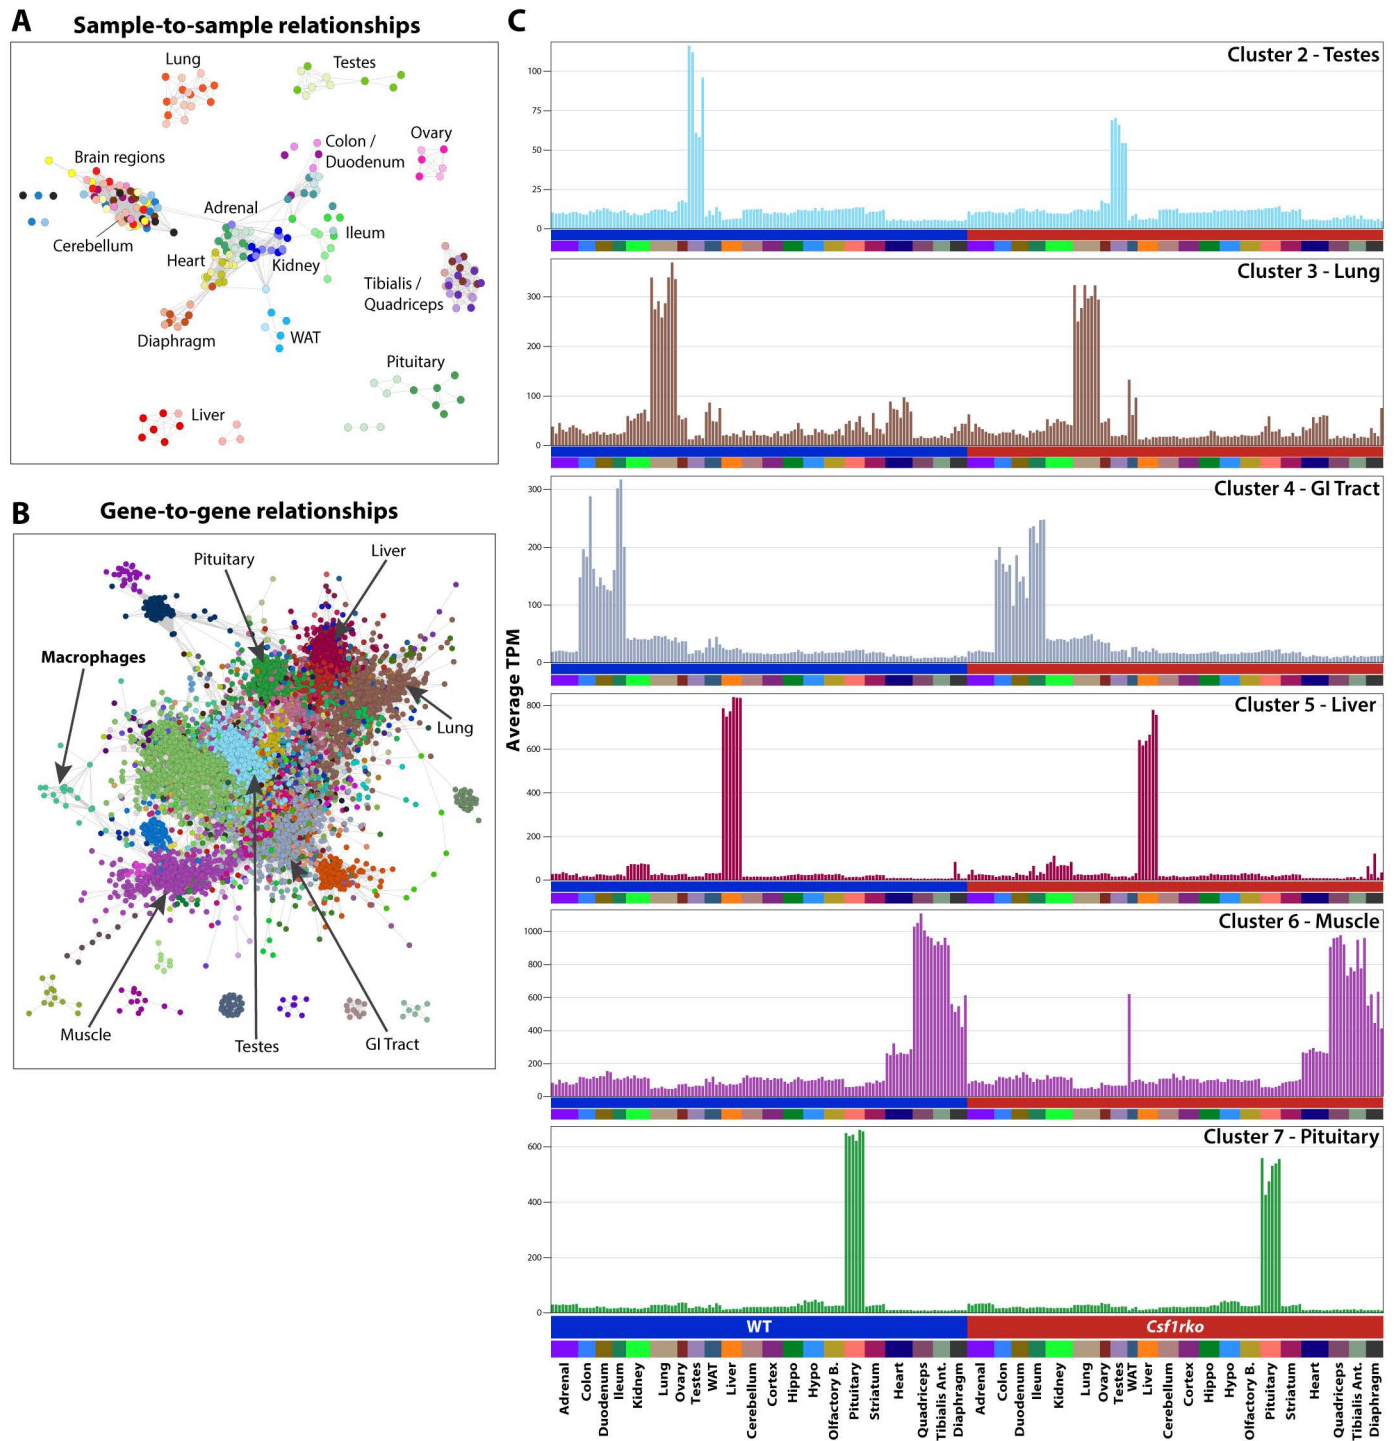 A
Sample-to-sample relationships
Lung
Testes
Colon /
Duodenum
Ovary
Brain regions
Adrenal
Cerebellum
Ileum
Heart
Kidney
Tibialis /
Quadriceps
Diaphragm
WAT
Pituitary
Liver
B
Gene-to-gene relationships
Pituitary
Liver
Macrophages
Lung
Muscle
Testes
GI Tract
C
Average TPM
Cluster 2 - Testes
100
75
50
25
0
Cluster 3 - Lung
300
200
100
0
Cluster 4 - GI Tract
300
200
100
0
Cluster 5 - Liver
800
600
400
200
0
Cluster 6 - Muscle
1000
800
600
400
200
0
Cluster 7 - Pituitary
600
400
200
0
WT
Csf1rko
Adrenal
Colon
Duodenum
Ileum
Kidney
Lung
Ovary
Testes
WAT
Liver
Cerebellum
Cortex
Hippo
Hypo
Olfactory B.
Pituitary
Striatum
Heart
Quadriceps
Tibialis Ant.
Diaphragm
Adrenal
Colon
Duodenum
Ileum
Kidney
Lung
Ovary
Testes
WAT
Liver
Cerebellum
Cortex
Hippo
Hypo
Olfactory B.
Pituitary
Striatum
Heart
Quadriceps
Tibialis Ant.
Diaphragm